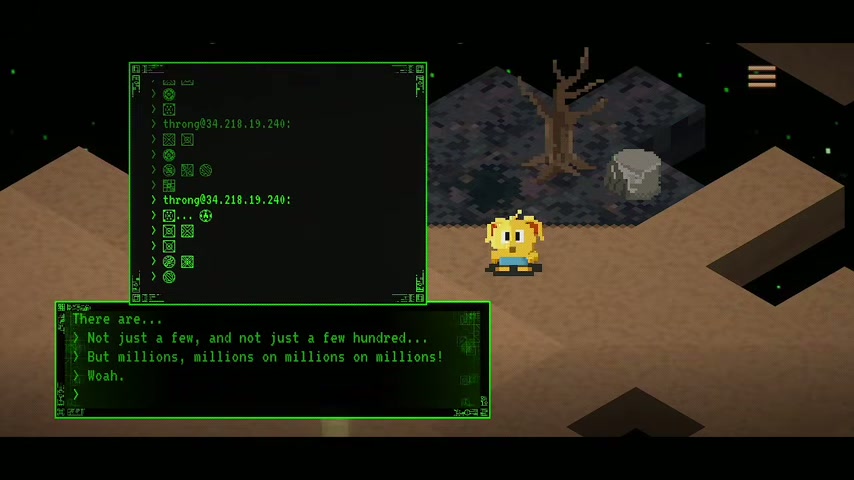 > throng@34.218.19.240:
> throng@34.218.19.240:
> ...
There are...
> Not just a few, and not just a few hundred...
> But millions, millions on millions on millions!
> Woah.
>